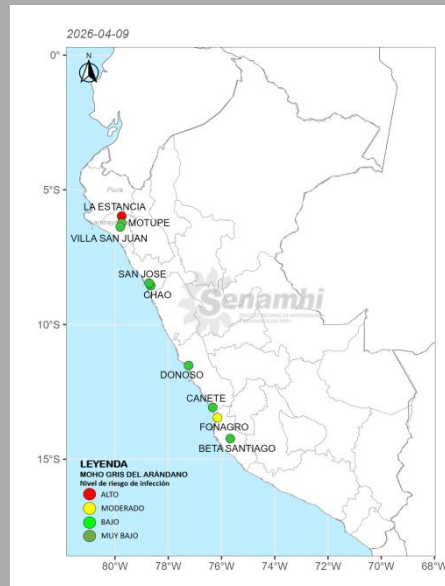 2026-04-09
N
0°
5°S
10°S
15°S
Piura
LA ESTANCIA
MOTUPE
VILLA SAN JUAN
SAN JOSE
CHAO
Senamhi
DONOSO
CANETE
FONAGRO
BETA SANTIAGO
LEYENDA
MOHO GRIS DEL ARÁNDANO
Nivel de riesgo de infección
ALTO
MODERADO
BAJO
MUY BAJO
80°W 78°W 76°W 74°W 72°W 70°W 68°W